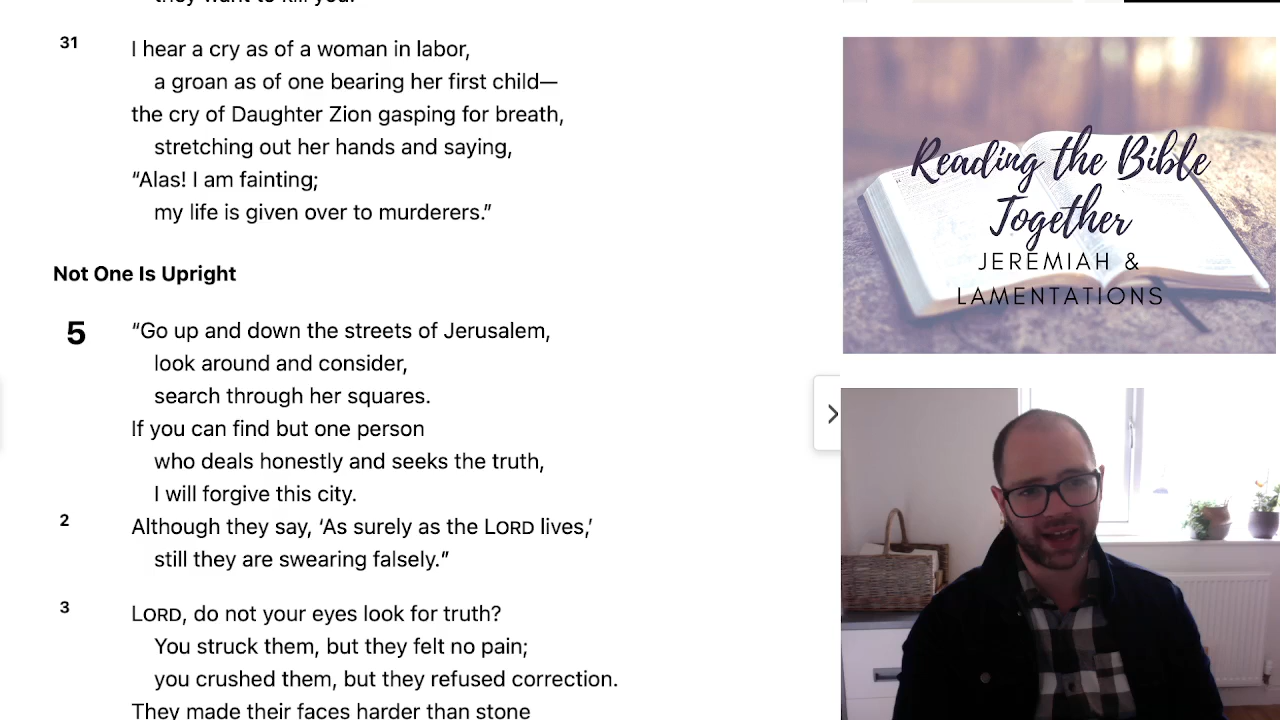 they want to kill you.
31
I hear a cry as of a woman in labor,
a groan as of one bearing her first child—
the cry of Daughter Zion gasping for breath,
stretching out her hands and saying,
“Alas! I am fainting;
my life is given over to murderers.”
Not One Is Upright
5
“Go up and down the streets of Jerusalem,
look around and consider,
search through her squares.
If you can find but one person
who deals honestly and seeks the truth,
I will forgive this city.
2
Although they say, ‘As surely as the LORD lives,’
still they are swearing falsely.”
3
LORD, do not your eyes look for truth?
You struck them, but they felt no pain;
you crushed them, but they refused correction.
They made their faces harder than stone
Reading the Bible
Together
JEREMIAH &
LAMENTATIONS